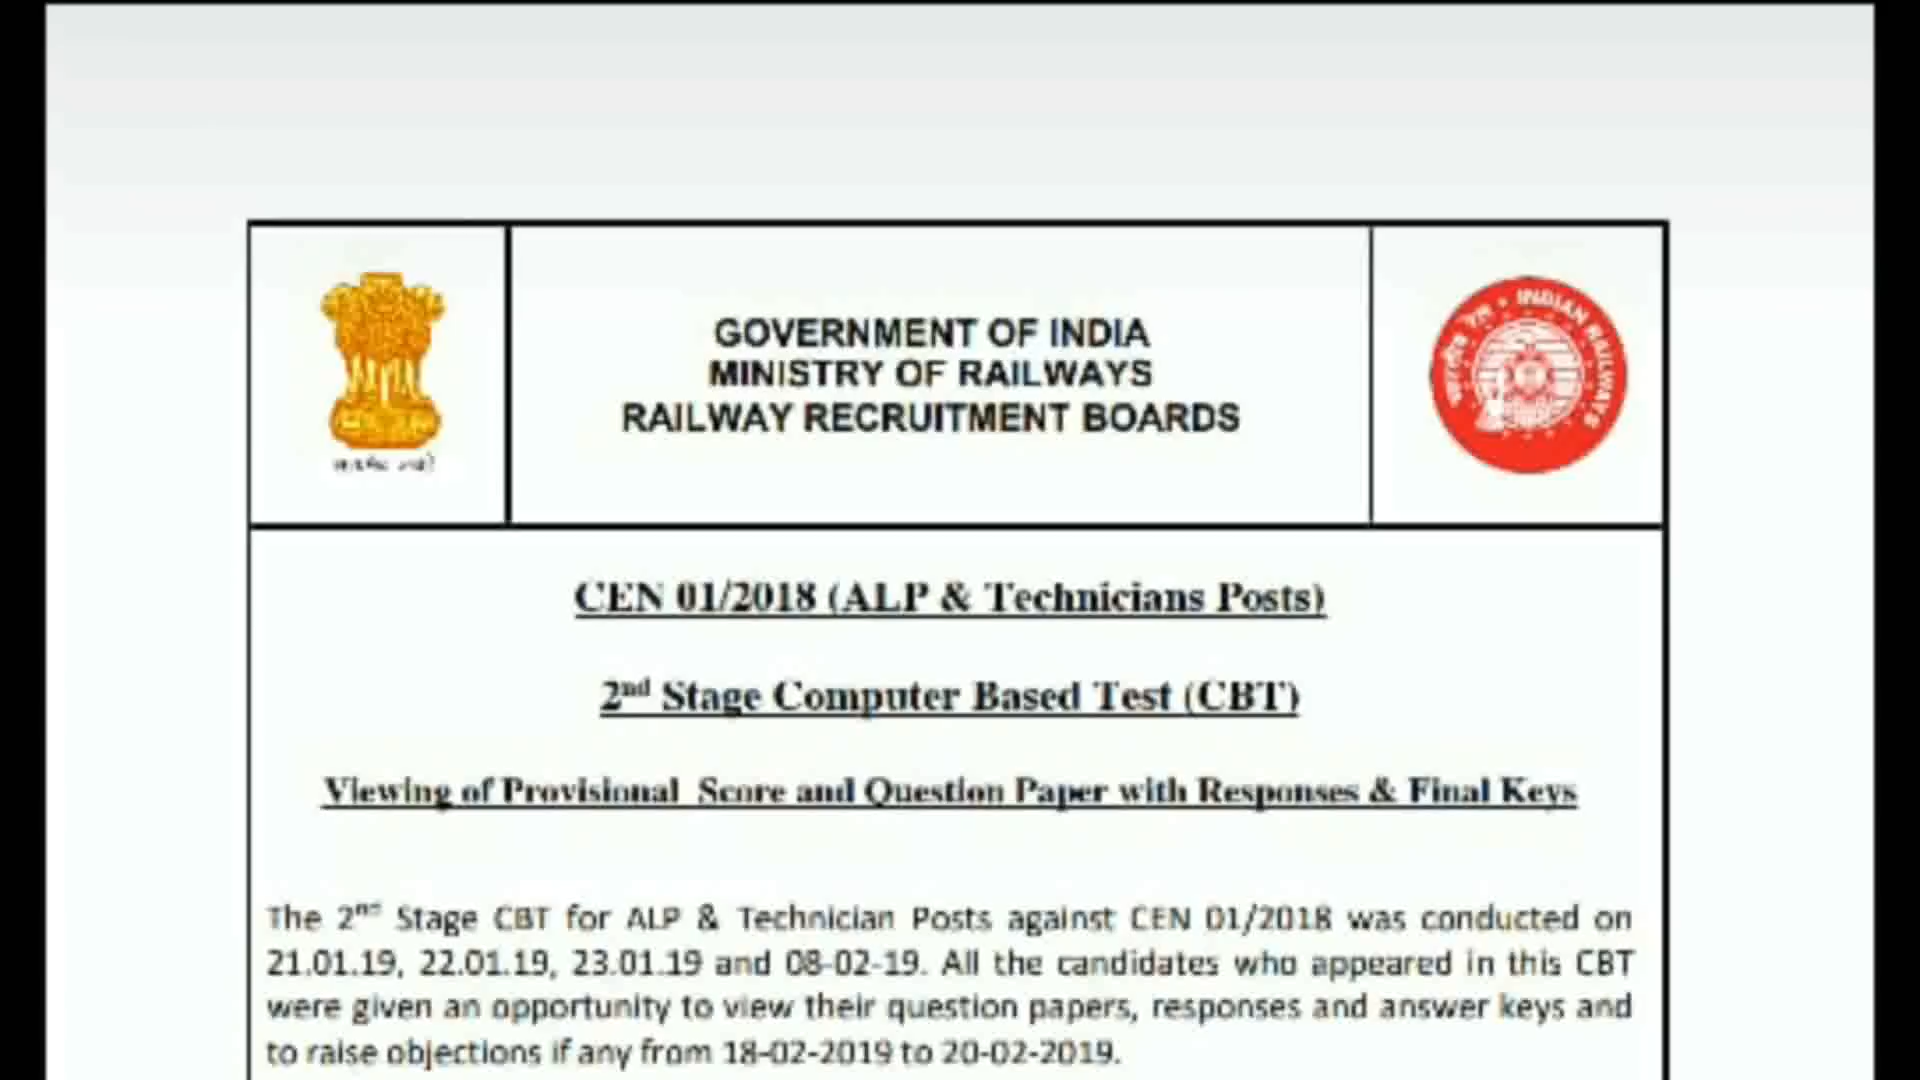 GOVERNMENT OF INDIA
MINISTRY OF RAILWAYS
RAILWAY RECRUITMENT BOARDS
INDIAN RAILWAYS
CEN 01/2018 (ALP & Technicians Posts)
2nd Stage Computer Based Test (CBT)
Viewing of Provisional Score and Question Paper with Responses & Final Keys
The 2nd Stage CBT for ALP & Technician Posts against CEN 01/2018 was conducted on
21.01.19, 22.01.19, 23.01.19 and 08-02-19. All the candidates who appeared in this CBT
were given an opportunity to view their question papers, responses and answer keys and
to raise objections if any from 18-02-2019 to 20-02-2019.